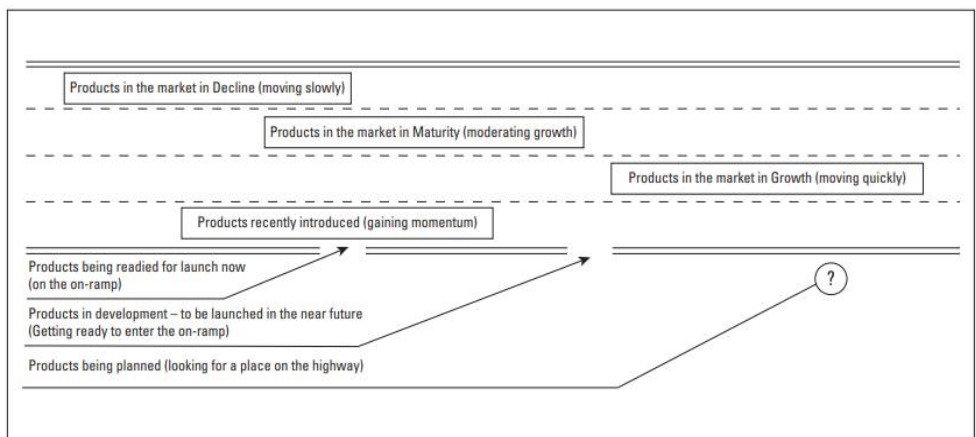 Products in the market in Decline (moving slowly)
Products in the market in Maturity (moderating growth)
Products in the market in Growth (moving quickly)
Products recently introduced (gaining momentum)
Products being readied for launch now
(on the on-ramp)
?
Products in development – to be launched in the near future
(Getting ready to enter the on-ramp)
Products being planned (looking for a place on the highway)